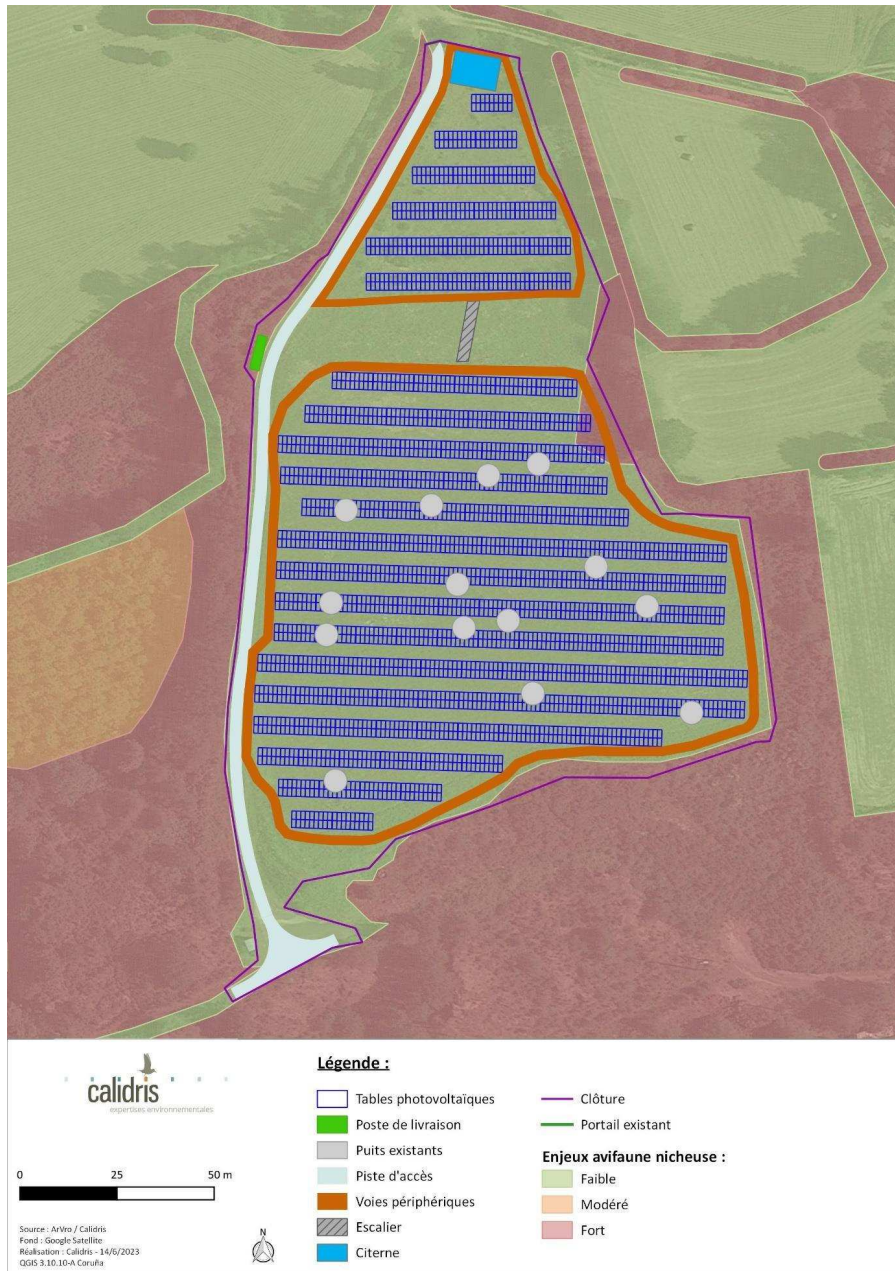 calidris
expertises environnementales
0 25 50 m
Source : ArVro / Calidris
Fond : Google Satellite
Réalisation : Calidris - 14/6/2023
QGIS 3.10.10-A Coruña
N
Légende :
Tables photovoltaïques
Poste de livraison
Puits existants
Piste d'accès
Voies périphériques
Escalier
Citerne
Clôture
Portail existant
Enjeux avifaune nicheuse :
Faible
Modéré
Fort